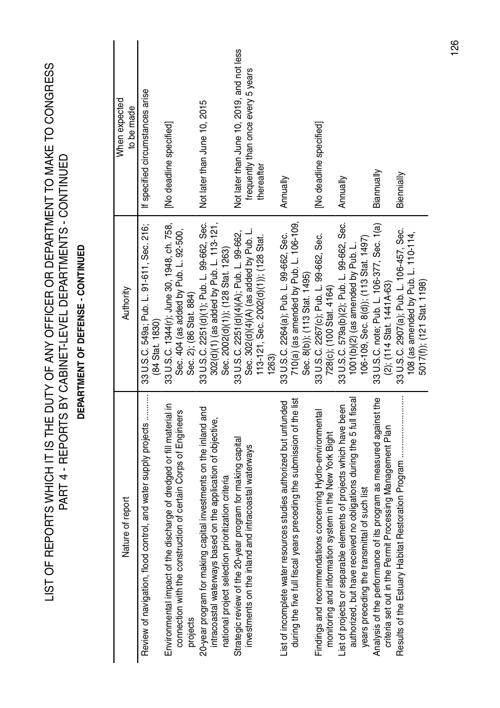 LIST OF REPORTS WHICH IT IS THE DUTY OF ANY OFFICER OR DEPARTMENT TO MAKE TO CONGRESS
PART 4 - REPORTS BY CABINET-LEVEL DEPARTMENTS - CONTINUED
DEPARTMENT OF DEFENSE - CONTINUED
Nature of report
Authority
When expected
to be made
Review of navigation, flood control, and water supply projects ..........
33 U.S.C. 549a; Pub. L. 91-611, Sec. 216;
(84 Stat. 1830)
If specified circumstances arise
Environmental impact of the discharge of dredged or fill material in
connection with the construction of certain Corps of Engineers
projects
33 U.S.C. 1344(r); June 30, 1948, ch. 758,
Sec. 404 (as added by Pub. L. 92-500,
Sec. 2); (86 Stat. 884)
[No deadline specified]
20-year program for making capital investments on the inland and
intracoastal waterways based on the application of objective,
national project selection prioritization criteria
33 U.S.C. 2251(d)(1); Pub. L. 99-662, Sec.
302(d)(1) (as added by Pub. L. 113-121,
Sec. 2002(d)(1)); (128 Stat. 1263)
Not later than June 10, 2015
Strategic review of the 20-year program for making capital
investments on the inland and intracoastal waterways
33 U.S.C. 2251(d)(4)(A); Pub. L. 99-662,
Sec. 302(d)(4)(A) (as added by Pub. L.
113-121, Sec. 2002(d)(1)); (128 Stat.
1263)
Not later than June 10, 2019, and not less
frequently than once every 5 years
thereafter
List of incomplete water resources studies authorized but unfunded
during the five full fiscal years preceding the submission of the list
33 U.S.C. 2264(a); Pub. L. 99-662, Sec.
710(a) (as amended by Pub. L. 106-109,
Sec. 8(b)); (113 Stat. 1495)
Annually
Findings and recommendations concerning Hydro-environmental
monitoring and information system in the New York Bight
33 U.S.C. 2267(c); Pub. L. 99-662, Sec.
728(c); (100 Stat. 4164)
[No deadline specified]
List of projects or separable elements of projects which have been
authorized, but have received no obligations during the 5 full fiscal
years preceding the transmittal of such list
33 U.S.C. 579a(b)(2); Pub. L. 99-662, Sec.
1001(b)(2) (as amended by Pub. L.
106-109, Sec. 8(d)); (113 Stat. 1497)
Annually
Analysis of the performance of its program as measured against the
criteria set out in the Permit Processing Management Plan
33 U.S.C. note; Pub. L. 106-377, Sec. 1(a)
(2); (114 Stat. 1441A-63)
Biannually
Results of the Estuary Habitat Restoration Program ..............................
33 U.S.C. 2907(a); Pub. L. 106-457, Sec.
108 (as amended by Pub. L. 110-114,
5017(f)); (121 Stat. 1198)
Biennially
126